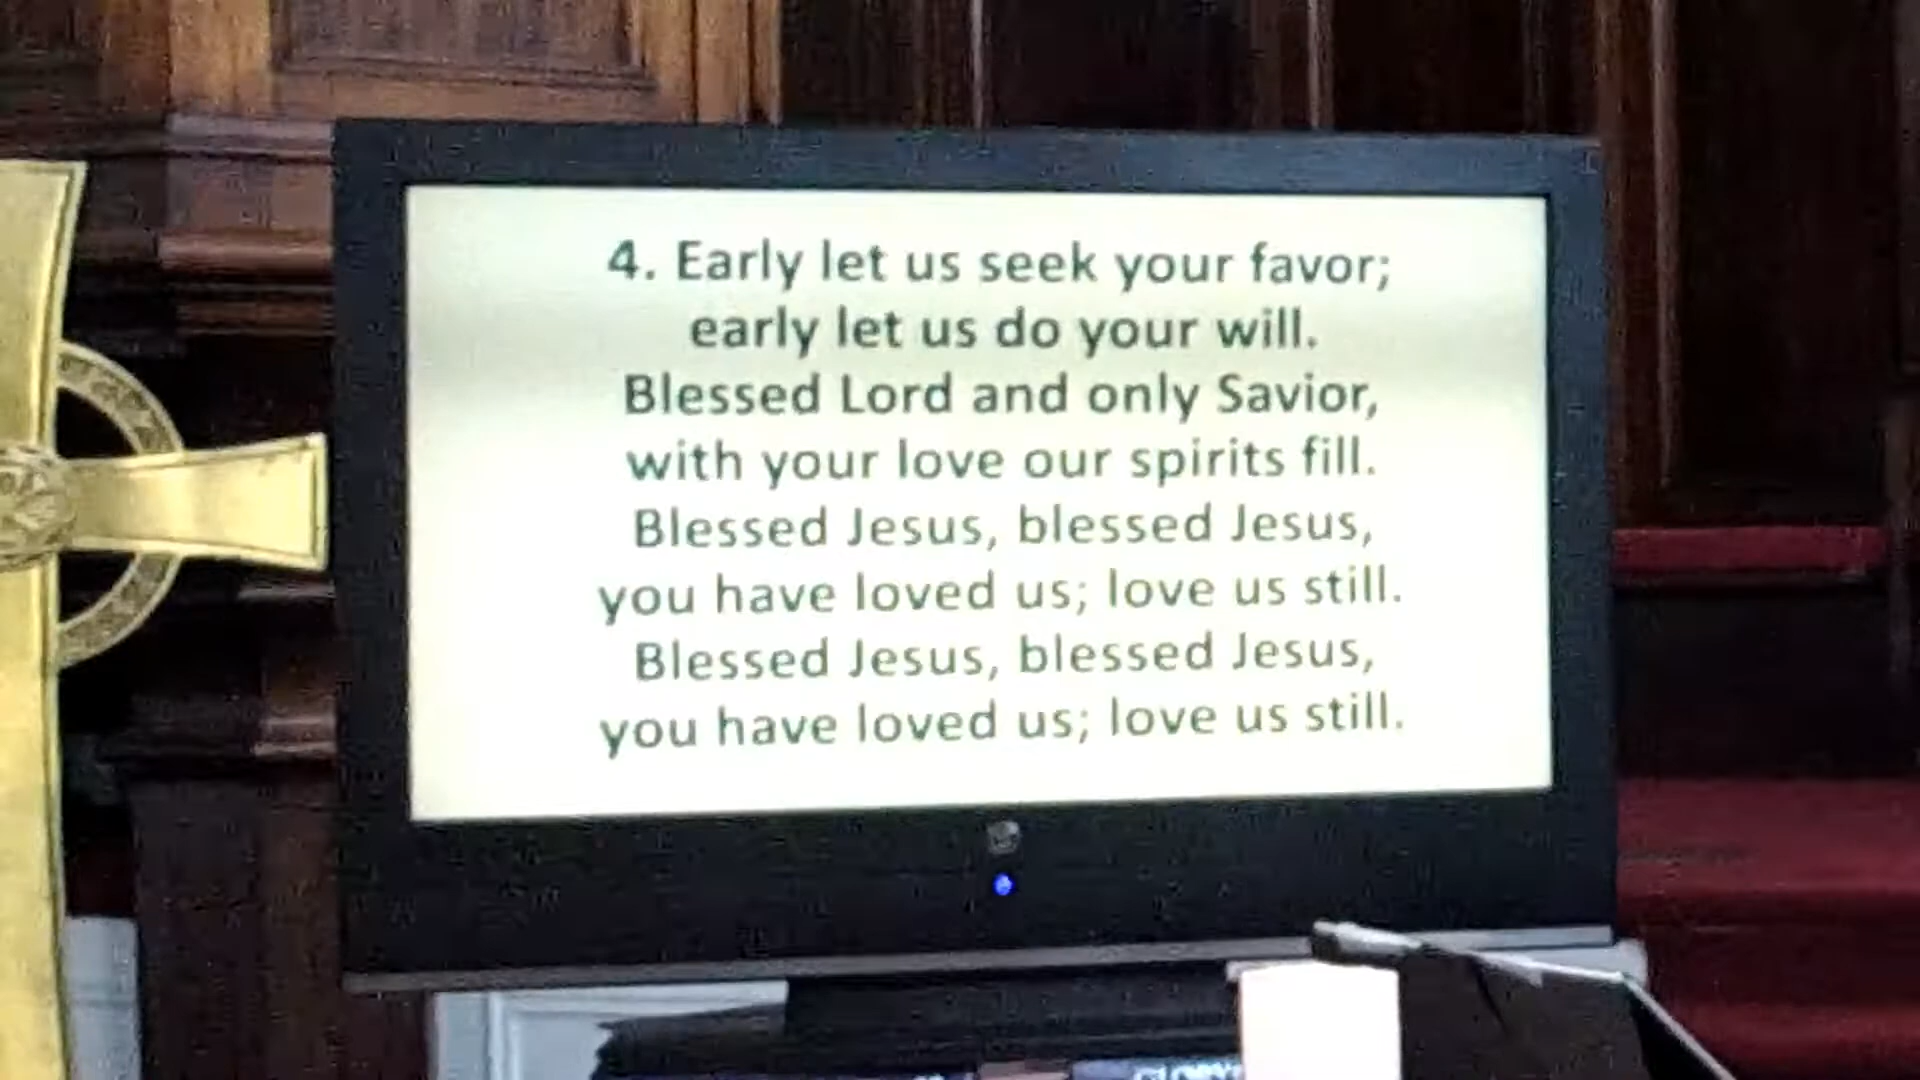 4. Early let us seek your favor;
early let us do your will.
Blessed Lord and only Savior,
with your love our spirits fill.
Blessed Jesus, blessed Jesus,
you have loved us; love us still.
Blessed Jesus, blessed Jesus,
you have loved us; love us still.